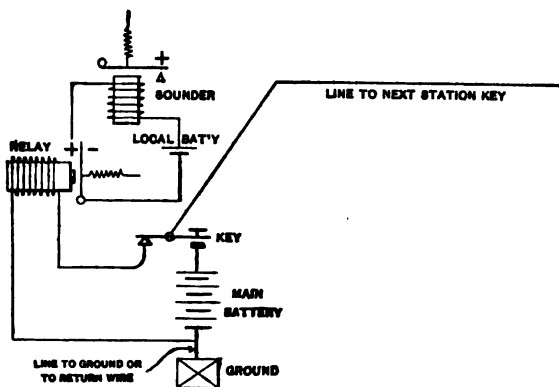 SOUNDER
LINE TO NEXT STATION KEY
LOCAL BAT'Y
RELAY
+ -
+
KEY
MAIN
BATTERY
LINE TO GROUND OR
TO RETURN WIRE
GROUND